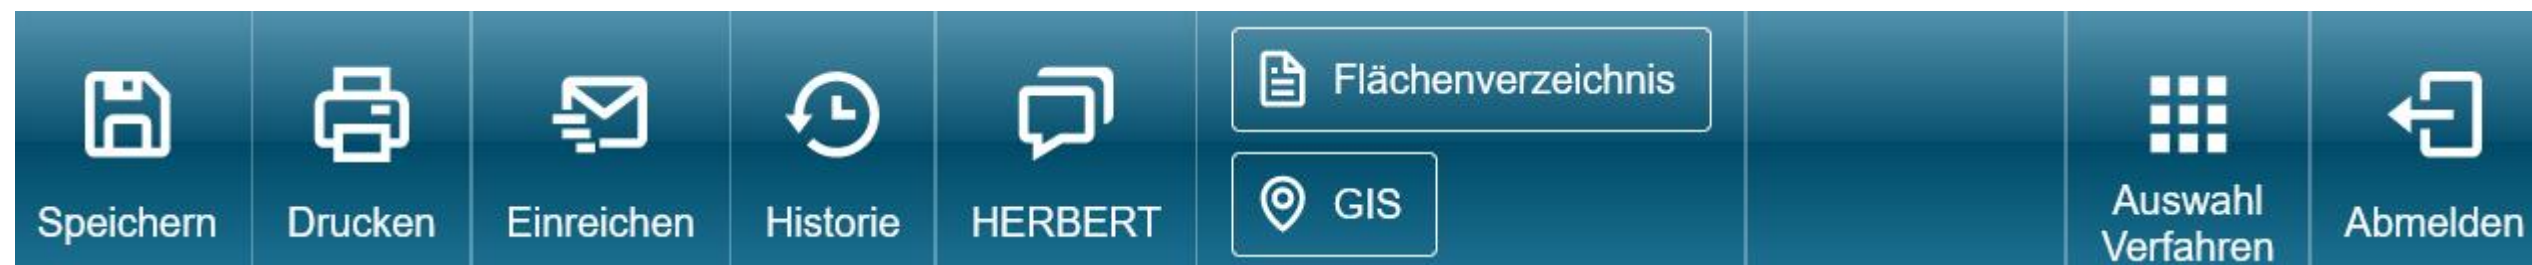 Speichern
Drucken
Einreichen
Historie
HERBERT
Flächenverzeichnis
GIS
Auswahl
Verfahren
Abmelden